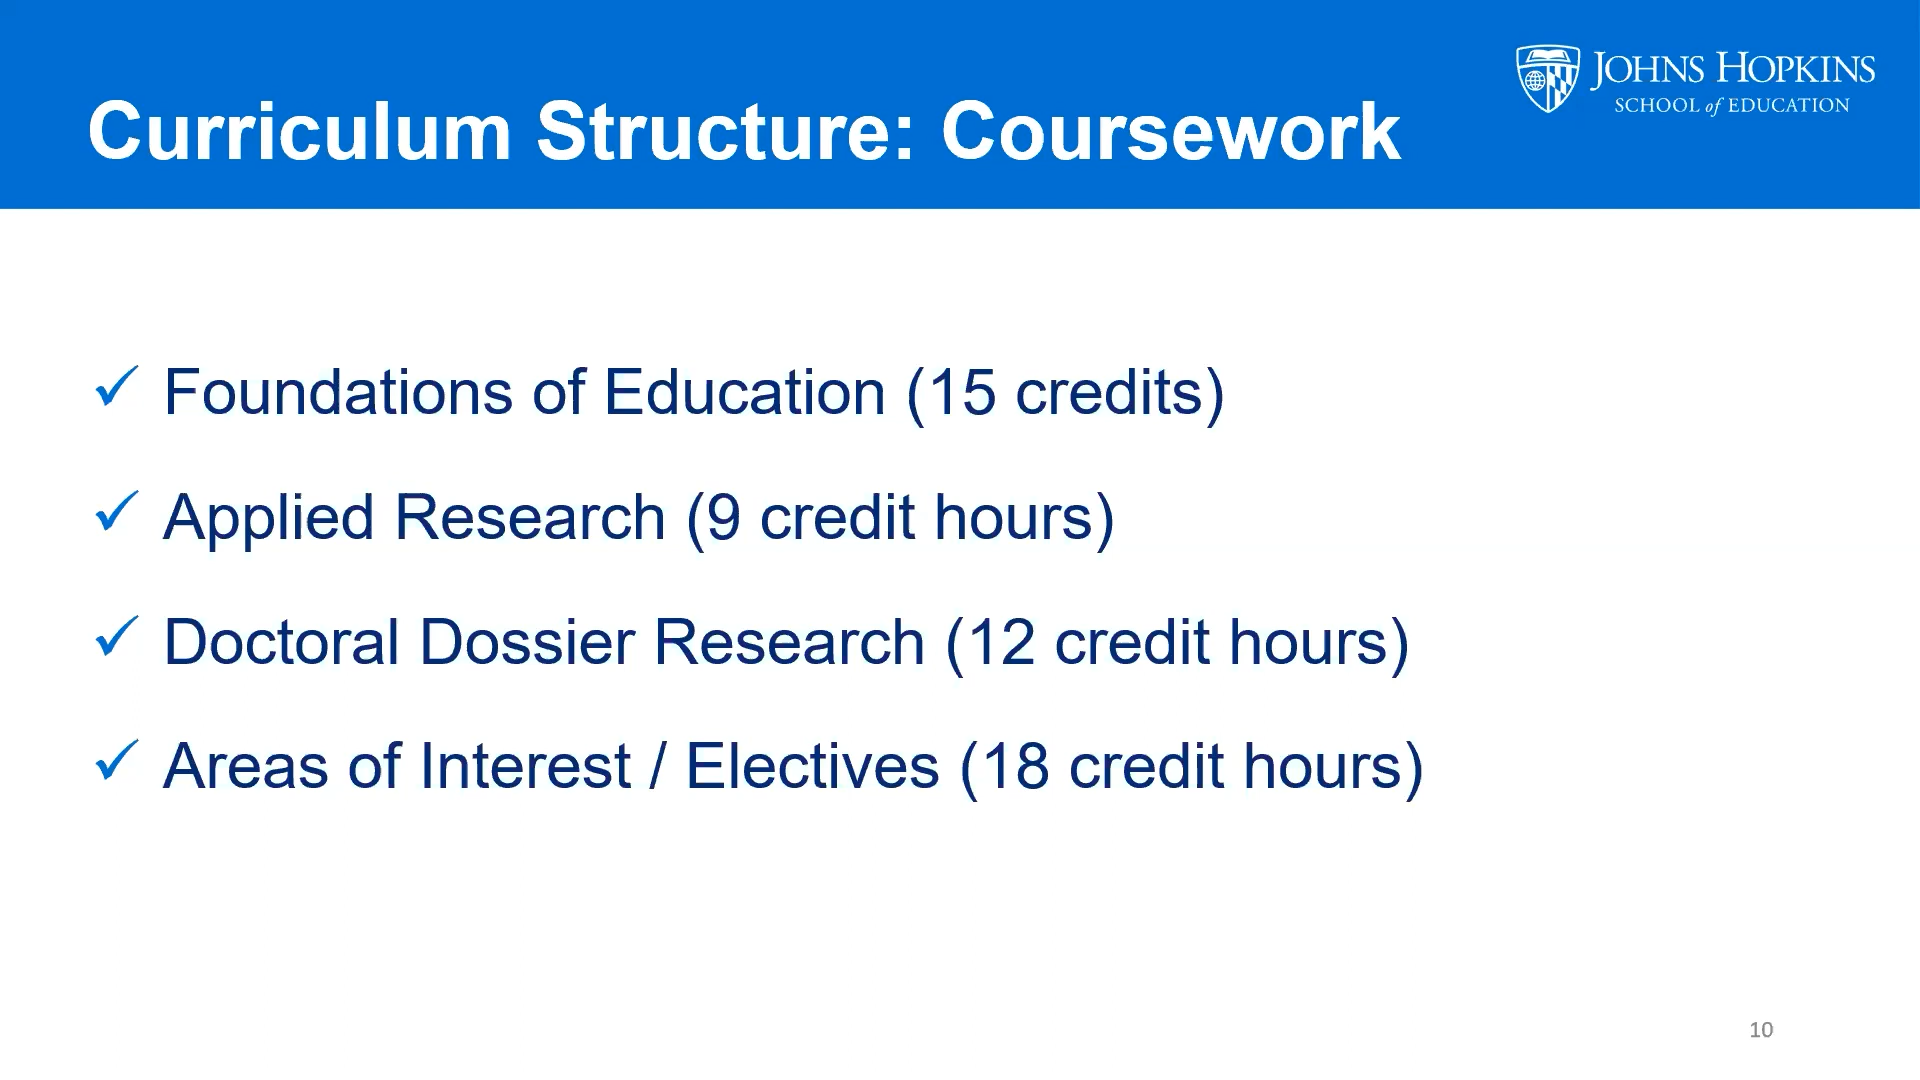 Curriculum Structure: Coursework
JOHNS HOPKINS
SCHOOL of EDUCATION
Foundations of Education (15 credits)
Applied Research (9 credit hours)
Doctoral Dossier Research (12 credit hours)
Areas of Interest / Electives (18 credit hours)
10